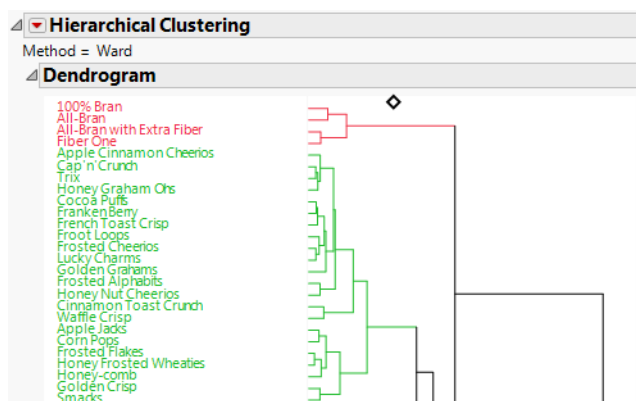 Hierarchical Clustering
Method = Ward
Dendrogram
100% Bran
All-Bran
All-Bran with Extra Fiber
Fiber One
Apple Cinnamon Cheerios
Cap'n'Crunch
Trix
Honey Graham Ohs
Cocoa Puffs
FrankenBerry
French Toast Crisp
Froot Loops
Frosted Cheerios
Lucky Charms
Golden Grahams
Frosted Alphabits
Honey Nut Cheerios
Cinnamon Toast Crunch
Waffle Crisp
Apple Jacks
Corn Pops
Frosted Flakes
Honey Frosted Wheaties
Honey-comb
Golden Crisp
Smacks